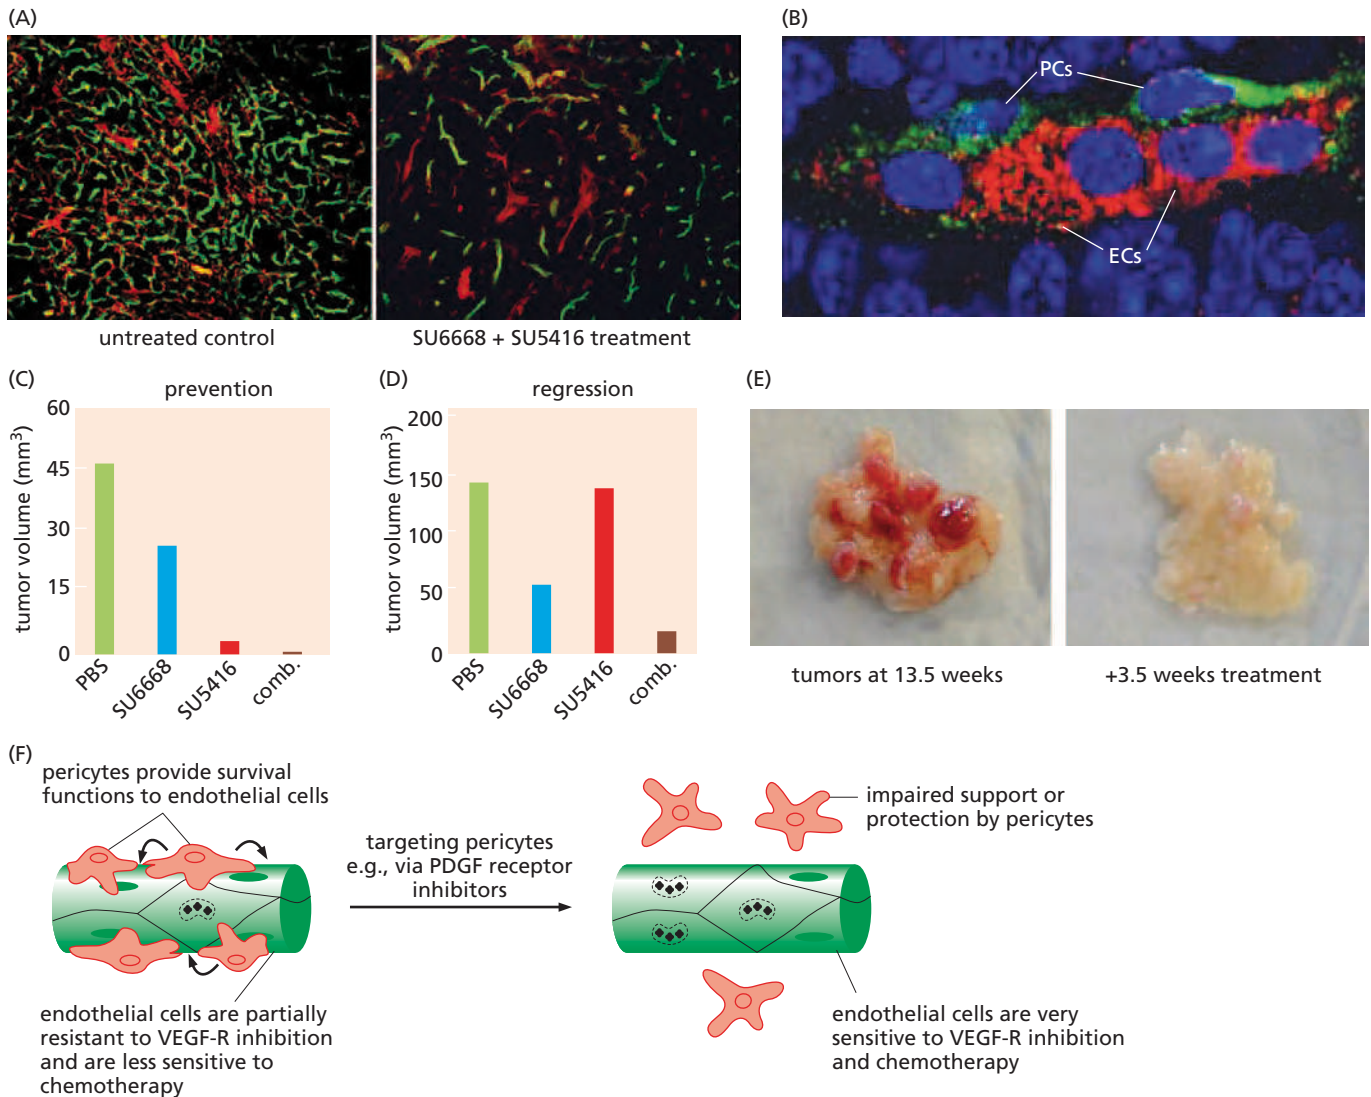 (A)
untreated control
SU6668 + SU5416 treatment
(B)
PCs
ECs
(C)
prevention
tumor volume (mm³)
60
45
30
15
0
PBS
SU6668
SU5416
comb.
(D)
regression
tumor volume (mm³)
200
150
100
50
0
PBS
SU6668
SU5416
comb.
(E)
tumors at 13.5 weeks
+3.5 weeks treatment
(F)
pericytes provide survival
functions to endothelial cells
endothelial cells are partially
resistant to VEGF-R inhibition
and are less sensitive to
chemotherapy
targeting pericytes
e.g., via PDGF receptor
inhibitors
impaired support or
protection by pericytes
endothelial cells are very
sensitive to VEGF-R inhibition
and chemotherapy